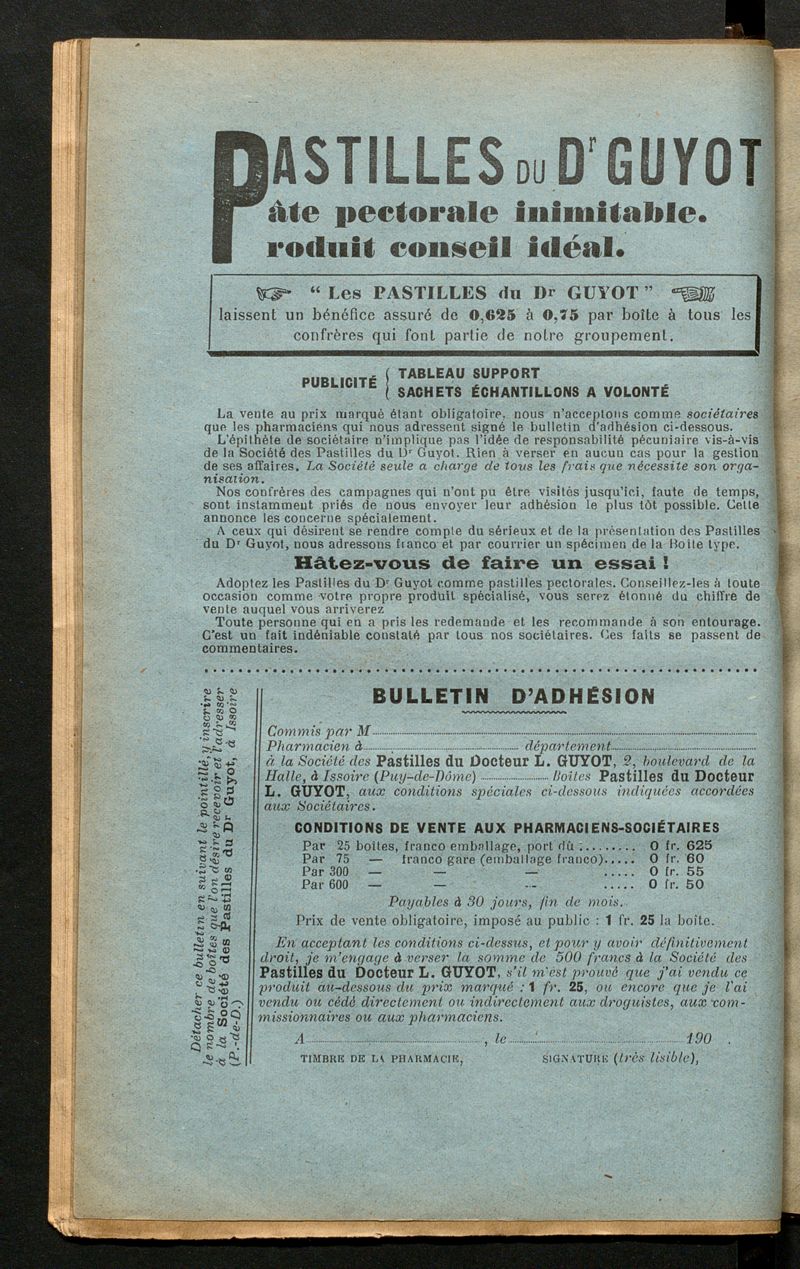 PASTILLES DU Dr GUYOT
âte pectorale inimitable.
roduit conseil idéal.
“ Les PASTILLES du Dr GUYOT ”
laissent un bénéfice assuré de 0,625 à 0,75 par boîte à tous les
confrères qui font partie de notre groupement.
PUBLICITÉ { TABLEAU SUPPORT
SACHETS ÉCHANTILLONS A VOLONTÉ
La vente au prix marqué étant obligatoire, nous n'acceptons comme sociétaires
que les pharmaciens qui nous adressent signé le bulletin d'adhésion ci-dessous.
L'épithète de sociétaire n'implique pas l'idée de responsabilité pécuniaire vis-à-vis
de la Société des Pastilles du Dr Guyot. Rien à verser en aucun cas pour la gestion
de ses affaires. La Société seule a charge de tous les frais que nécessite son orga-
nisation.
Nos confrères des campagnes qui n'ont pu être visités jusqu'ici, faute de temps,
sont instamment priés de nous envoyer leur adhésion le plus tôt possible. Cette
annonce les concerne spécialement.
A ceux qui désirent se rendre compte du sérieux et de la présentation des Pastilles
du Dr Guyot, nous adressons franco et par courrier un spécimen de la Boîte type.
Hâtez-vous de faire un essai !
Adoptez les Pastilles du Dr Guyot comme pastilles pectorales. Conseillez-les à toute
occasion comme votre propre produit spécialisé, vous serez étonné du chiffre de
vente auquel vous arriverez
Toute personne qui en a pris les redemande et les recommande à son entourage.
C'est un fait indéniable constaté par tous nos sociétaires. Ces faits se passent de
commentaires.
Détacher ce bulletin en suivant le pointillé, y inscrire
le nombre de boîtes que l'on désire recevoir et l'adresser
à la Société des Pastilles du Dr Guyot, à Issoire
(P.-de-D.)
BULLETIN D'ADHÉSION
Commis par M
Pharmacien à département
à la Société des Pastilles du Docteur L. GUYOT, 2, boulevard de la
Halle, à Issoire (Puy-de-Dôme) Boîtes Pastilles du Docteur
L. GUYOT, aux conditions spéciales ci-dessous indiquées accordées
aux Sociétaires.
CONDITIONS DE VENTE AUX PHARMACIENS-SOCIÉTAIRES
Par 25 boîtes, franco emballage, port dû :......... 0 fr. 625
Par 75 — franco gare (emballage franco)..... 0 fr. 60
Par 300 — — — ..... 0 fr. 55
Par 600 — — — ..... 0 fr. 50
Payables à 30 jours, fin de mois.
Prix de vente obligatoire, imposé au public : 1 fr. 25 la boîte.
En acceptant les conditions ci-dessus, et pour y avoir définitivement
droit, je m'engage à verser la somme de 500 francs à la Société des
Pastilles du Docteur L. GUYOT, s'il m'est prouvé que j'ai vendu ce
produit au-dessous du prix marqué : 1 fr. 25, ou encore que je l'ai
vendu ou cédé directement ou indirectement aux droguistes, aux com-
missionnaires ou aux pharmaciens.
A , le 190 .
TIMBRE DE LA PHARMACIE, SIGNATURE (très lisible),